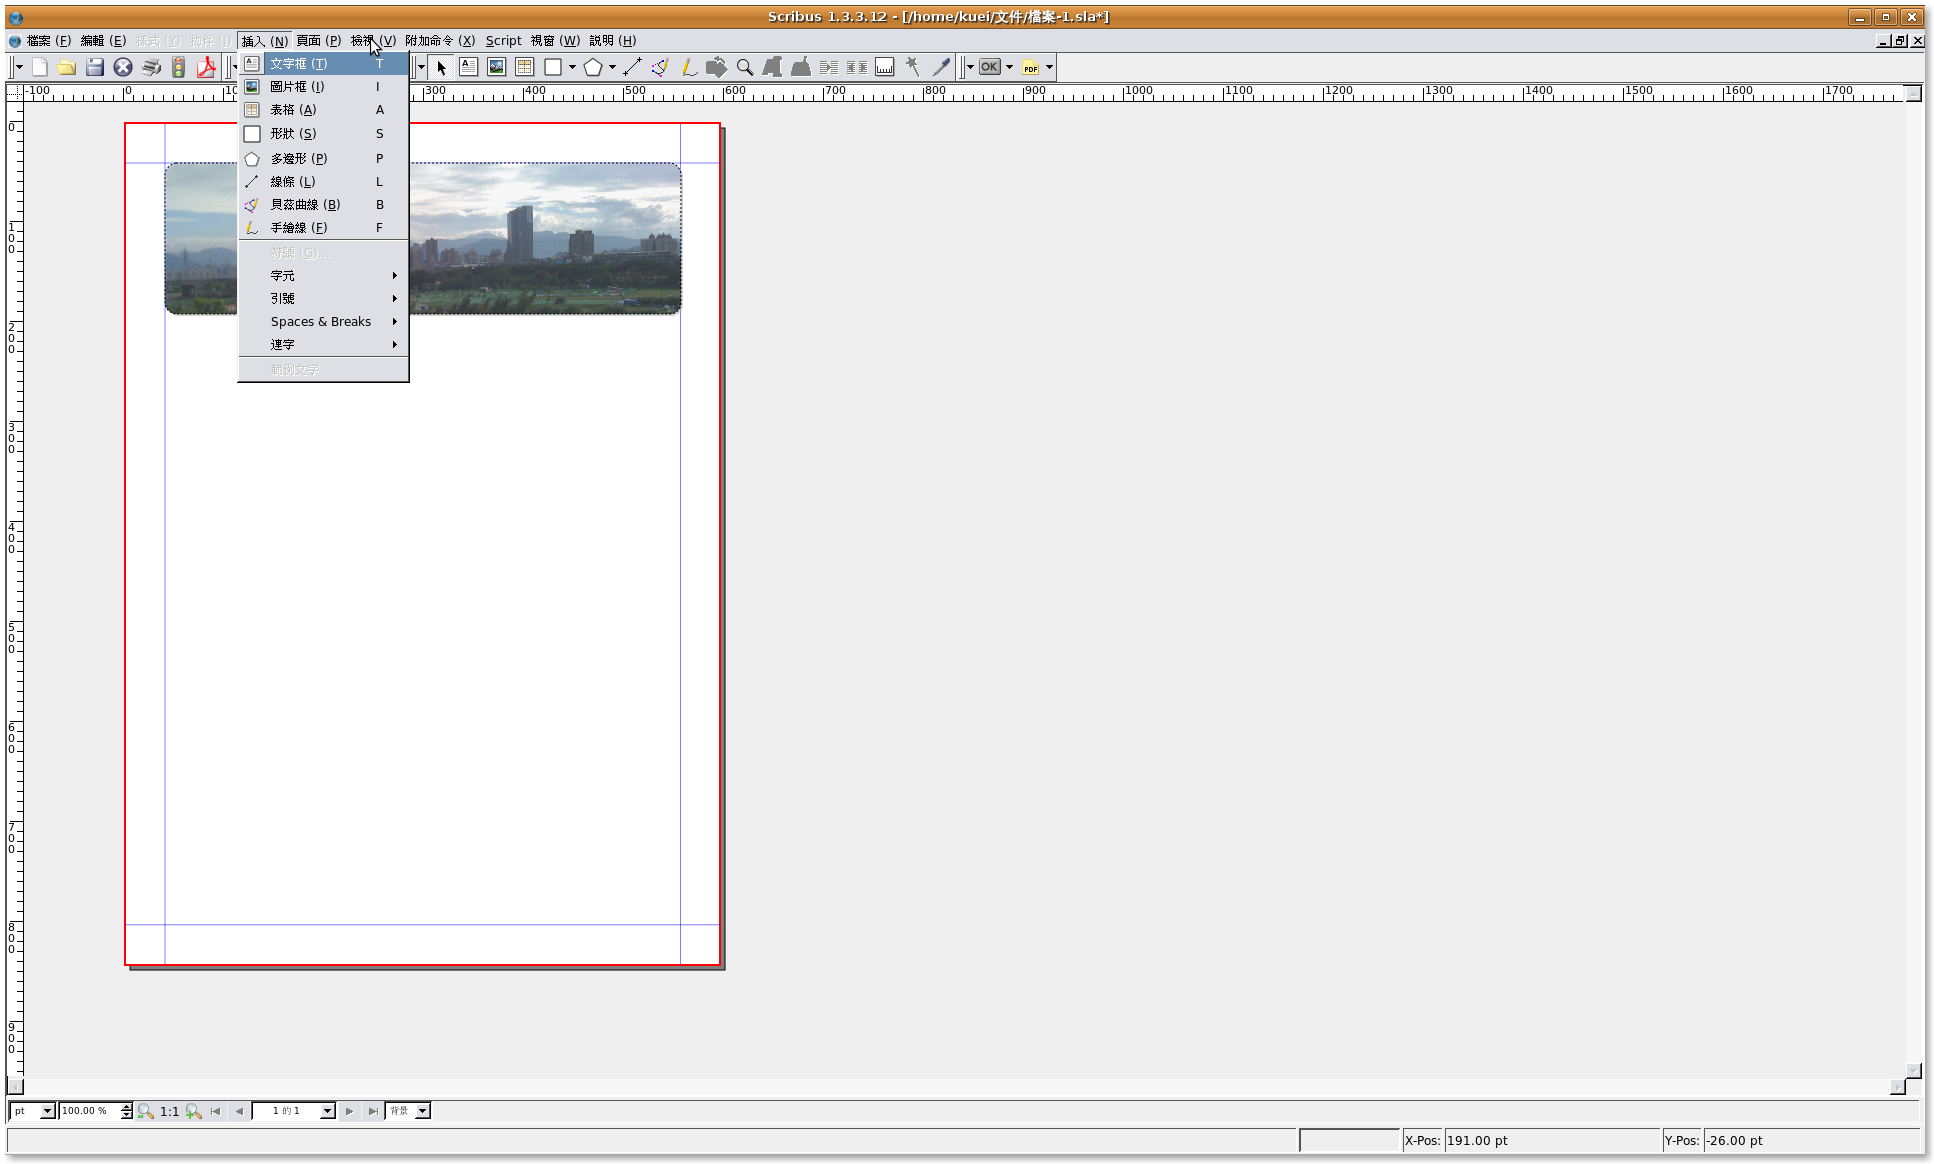 Scribus 1.3.3.12 - [/home/kuei/文件/檔案-1.sla*]
檔案 (F) 編輯 (E) 樣式 (Y) 物件 (I) 插入 (N) 頁面 (P) 檢視 (V) 附加命令 (X) Script 視窗 (W) 說明 (H)
OK PDF
-100 0 300 400 500 600 700 800 900 1000 1100 1200 1300 1400 1500 1600 1700
文字框 (T) T
圖片框 (I) I
表格 (A) A
形狀 (S) S
多邊形 (P) P
線條 (L) L
貝茲曲線 (B) B
手繪線 (F) F
符號 (G)...
字元
引號
Spaces & Breaks
連字
範例文字
0
100
200
300
400
500
600
700
800
900
pt 100.00 % 1:1 1 的 1 背景
X-Pos: 191.00 pt Y-Pos: -26.00 pt